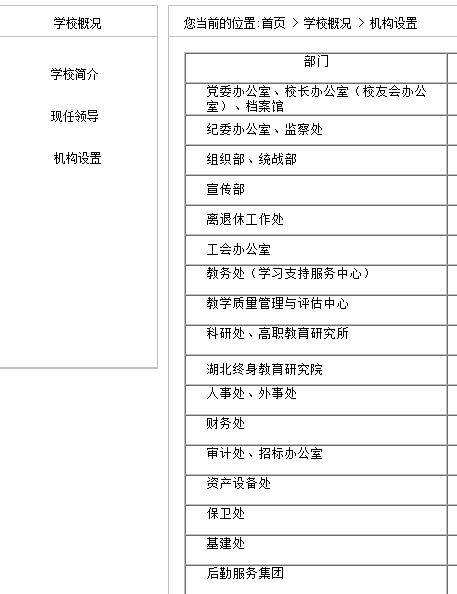 学校概况
学校简介
现任领导
机构设置
您当前的位置:首页 > 学校概况 > 机构设置
部门
党委办公室、校长办公室（校友会办公
室）、档案馆
纪委办公室、监察处
组织部、统战部
宣传部
离退休工作处
工会办公室
教务处（学习支持服务中心）
教学质量管理与评估中心
科研处、高职教育研究所
湖北终身教育研究院
人事处、外事处
财务处
审计处、招标办公室
资产设备处
保卫处
基建处
后勤服务集团